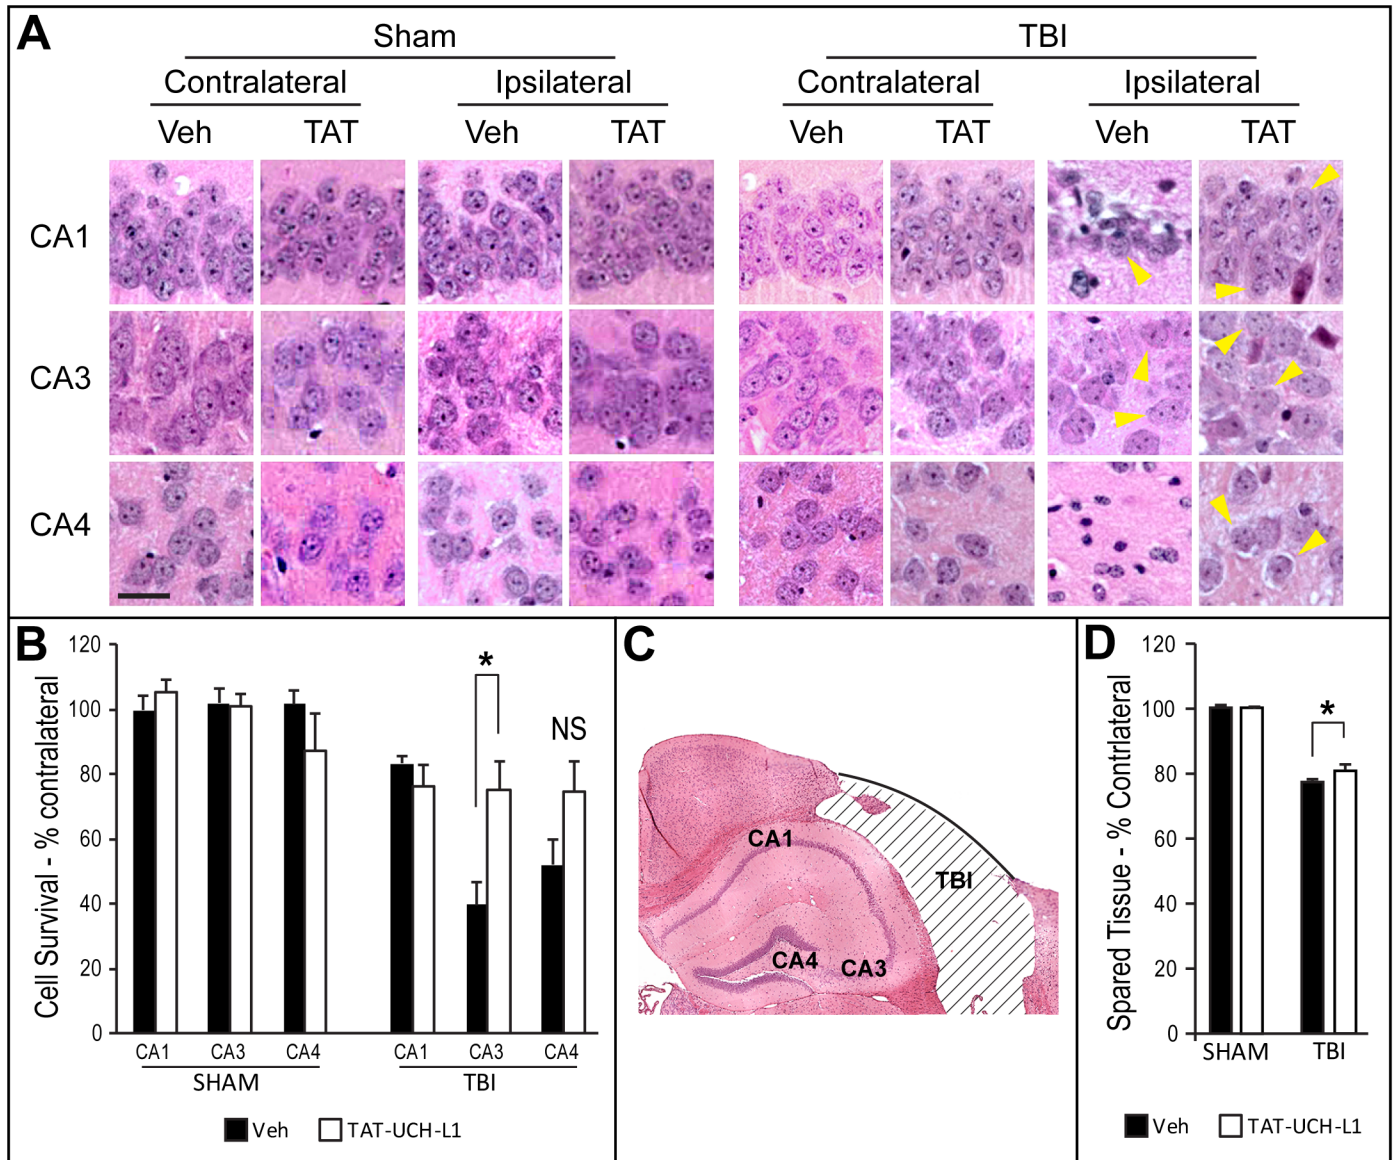 A
Sham
TBI
Contralateral
Ipsilateral
Contralateral
Ipsilateral
Veh
TAT
Veh
TAT
Veh
TAT
Veh
TAT
CA1
CA3
CA4
B
Cell Survival - % contralateral
120
100
80
60
40
20
0
*
NS
CA1
CA3
CA4
CA1
CA3
CA4
SHAM
TBI
Veh
TAT-UCH-L1
C
CA1
TBI
CA4
CA3
D
Spared Tissue - % Contrlateral
120
100
80
60
40
20
0
*
SHAM
TBI
Veh
TAT-UCH-L1